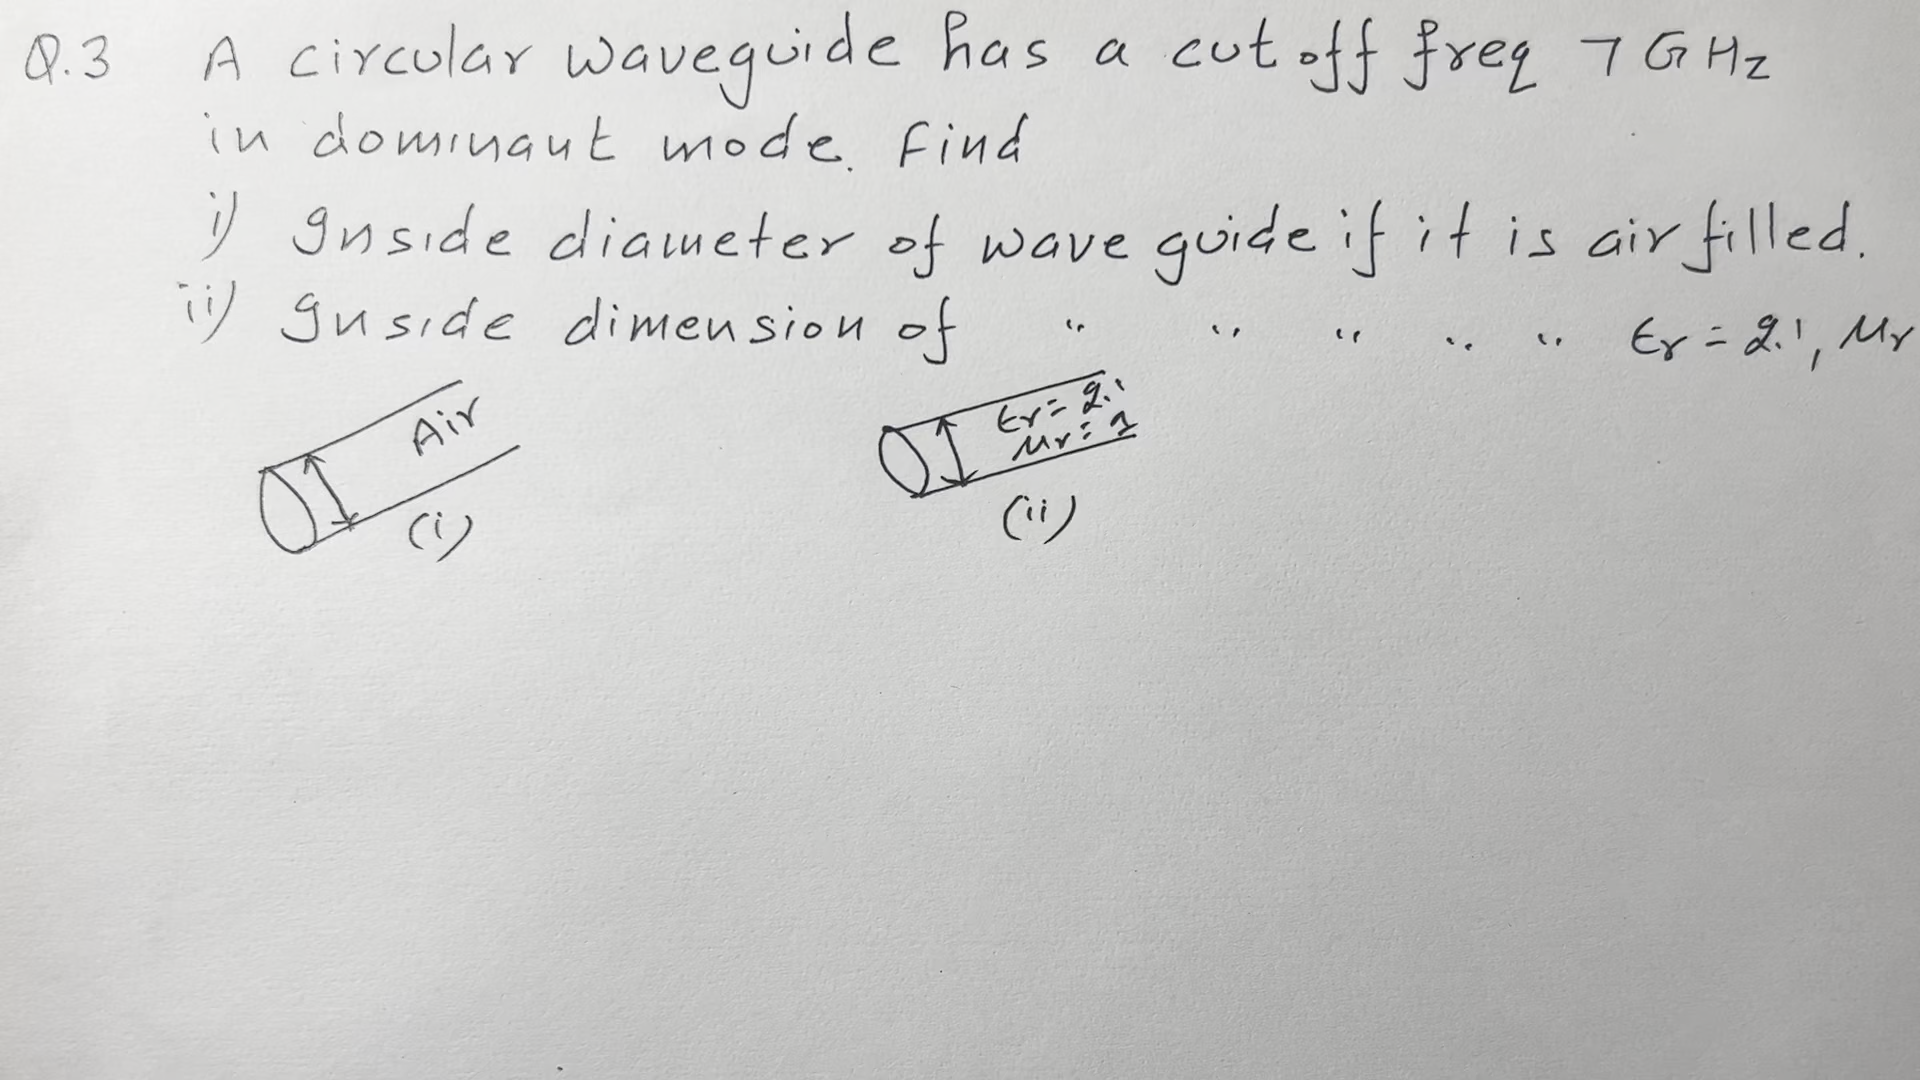 Q.3 A circular waveguide has a cut off freq 7 GHz
in dominant mode. Find
i) Inside diameter of wave guide if it is air filled.
ii) Inside dimension of " " " " " εr = 2.1, μr
Air
(i)
εr = 2.1
μr = 1
(ii)